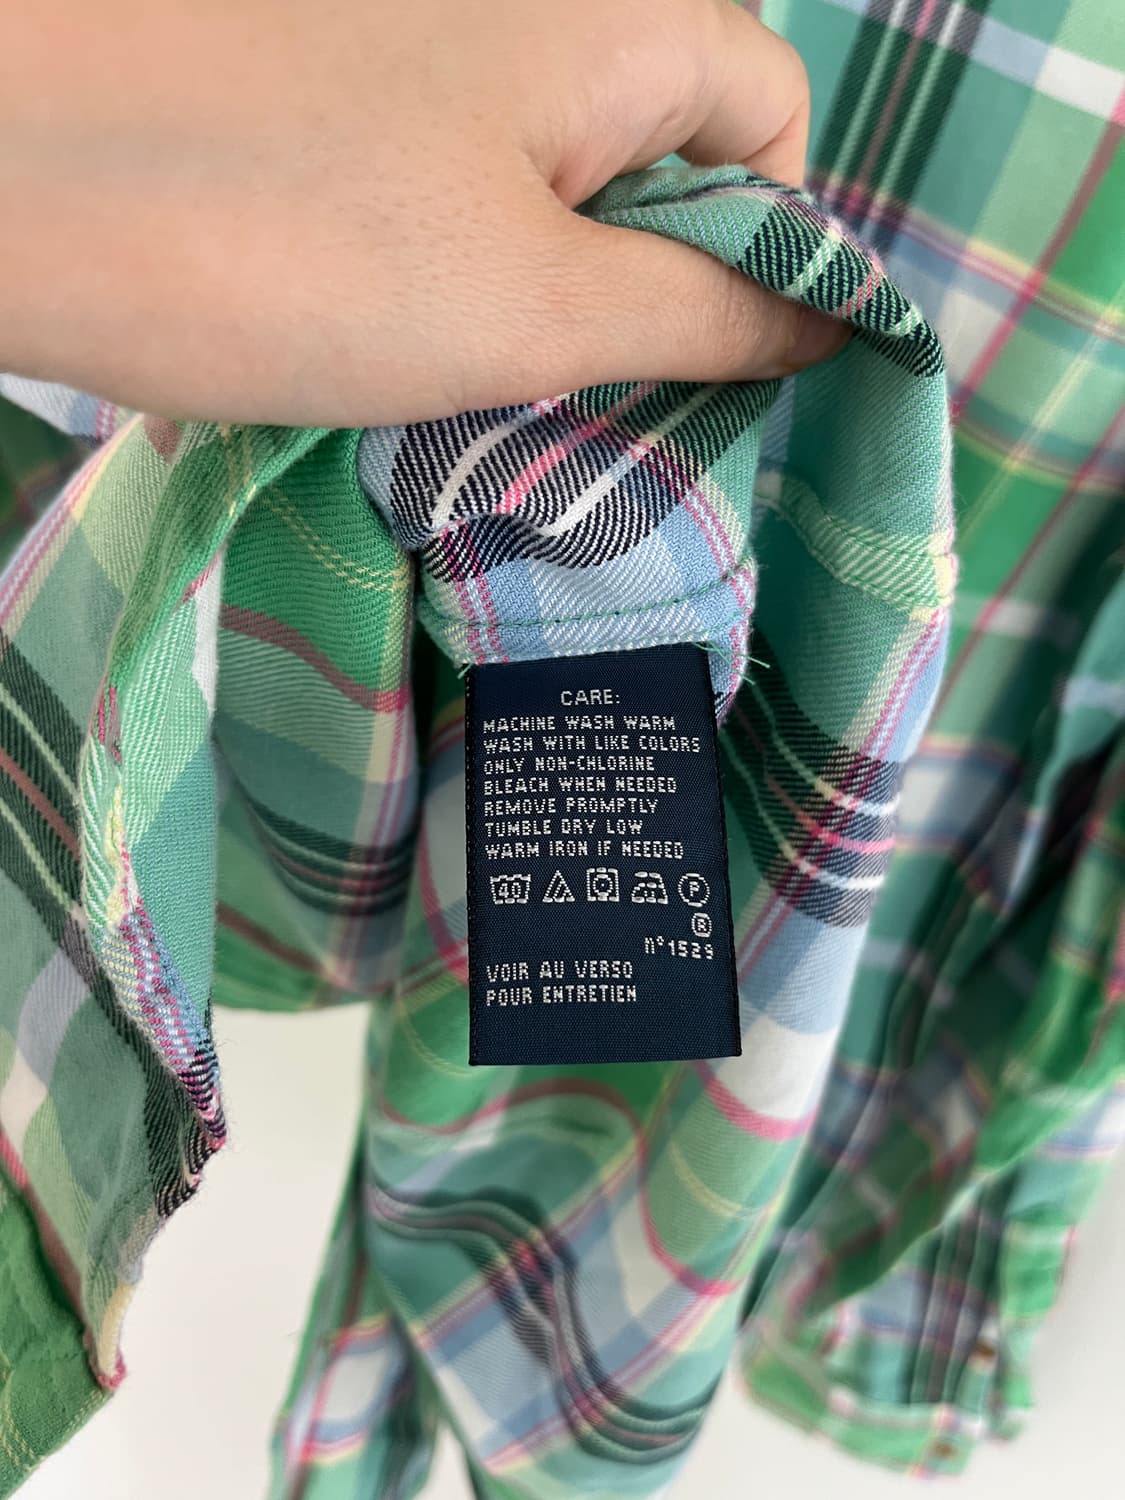 CARE:
MACHINE WASH WARM
WASH WITH LIKE COLORS
ONLY NON-CHLORINE
BLEACH WHEN NEEDED
REMOVE PROMPTLY
TUMBLE DRY LOW
WARM IRON IF NEEDED
40 P
®
n°1529
VOIR AU VERSO
POUR ENTRETIEN